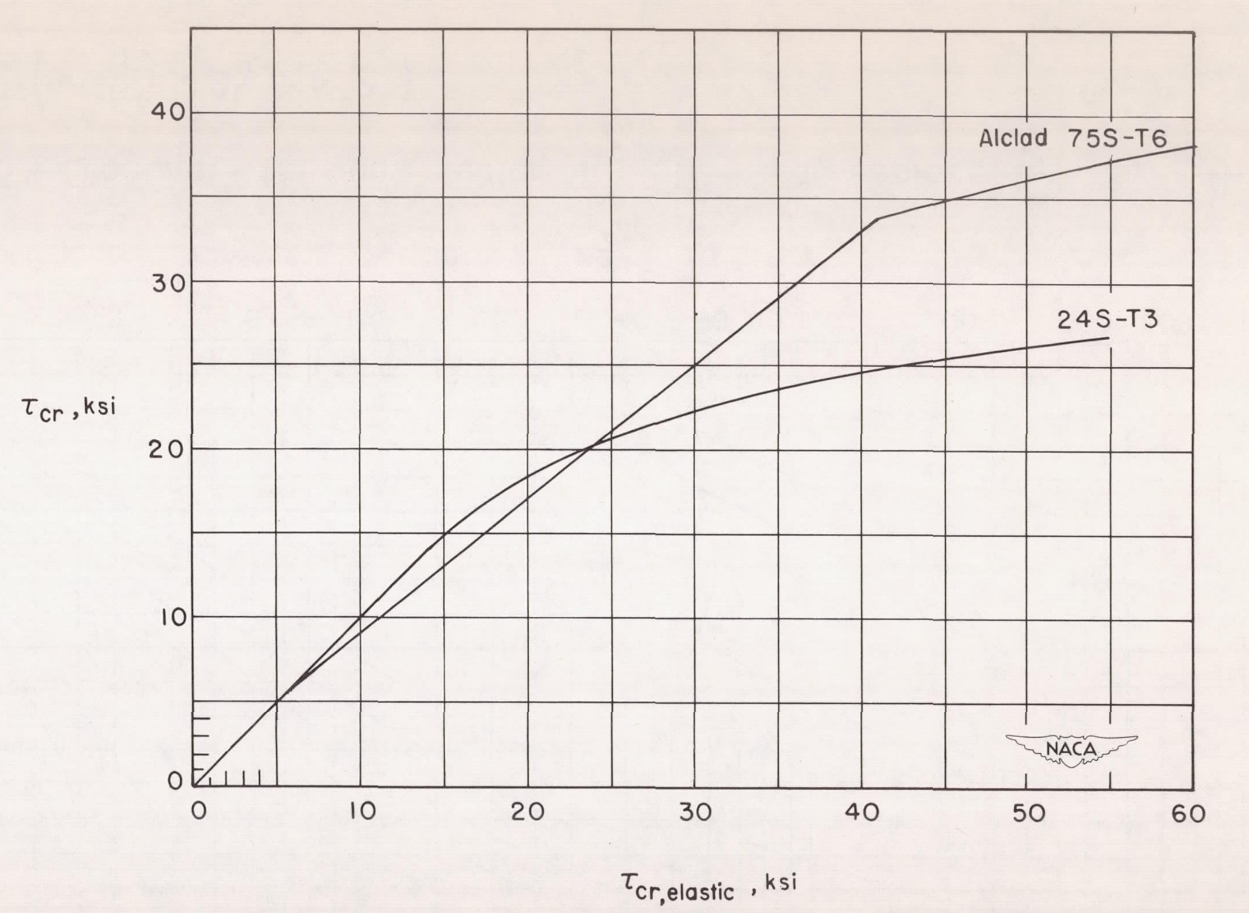 40
Alclad 75S-T6
30
24S-T3
τcr, ksi
20
10
NACA
0
0 10 20 30 40 50 60
τcr,elastic, ksi